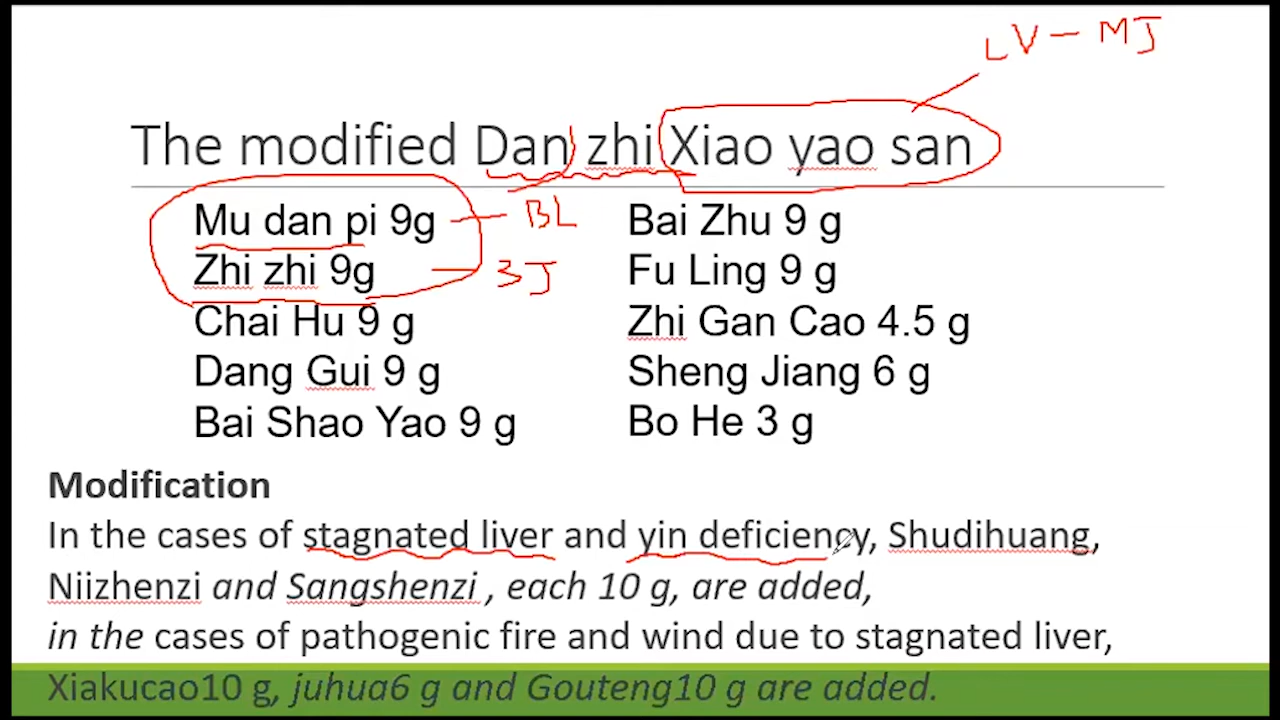 LV - MJ
The modified Dan zhi Xiao yao san
Mu dan pi 9g
BL
Zhi zhi 9g
3J
Chai Hu 9 g
Dang Gui 9 g
Bai Shao Yao 9 g
Bai Zhu 9 g
Fu Ling 9 g
Zhi Gan Cao 4.5 g
Sheng Jiang 6 g
Bo He 3 g
Modification
In the cases of stagnated liver and yin deficiency, Shudihuang,
Niizhenzi and Sangshenzi , each 10 g, are added,
in the cases of pathogenic fire and wind due to stagnated liver,
Xiakucao10 g, juhua6 g and Gouteng10 g are added.